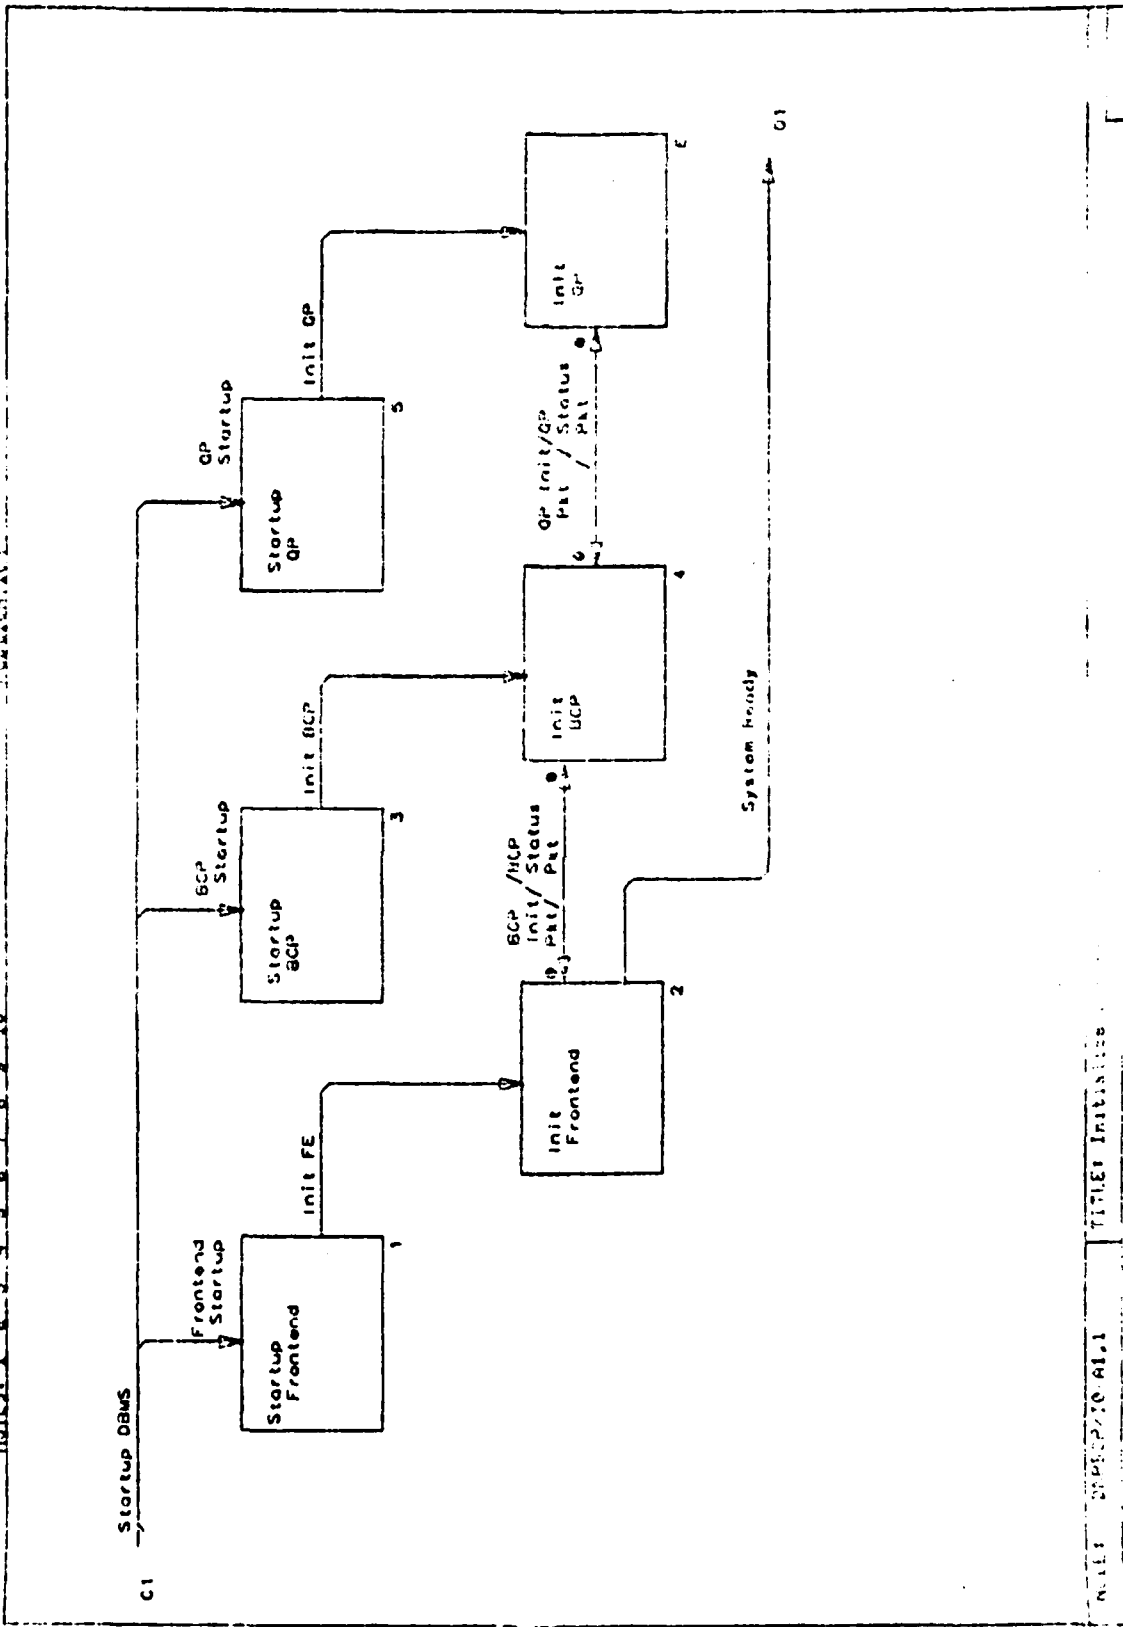 C1
Startup DBMS
Frontend
Startup
BCP
Startup
QP
Startup
Startup
Frontend
1
Startup
BCP
3
Startup
QP
5
Init FE
Init BCP
Init QP
Init
Frontend
2
BCP /BCP
Init/ Status
Pkt/ Pkt
Init
BCP
4
QP Init/QP
Pkt / Status
/ Pkt
Init
QP
System Ready
O1
TITLE: Initialize